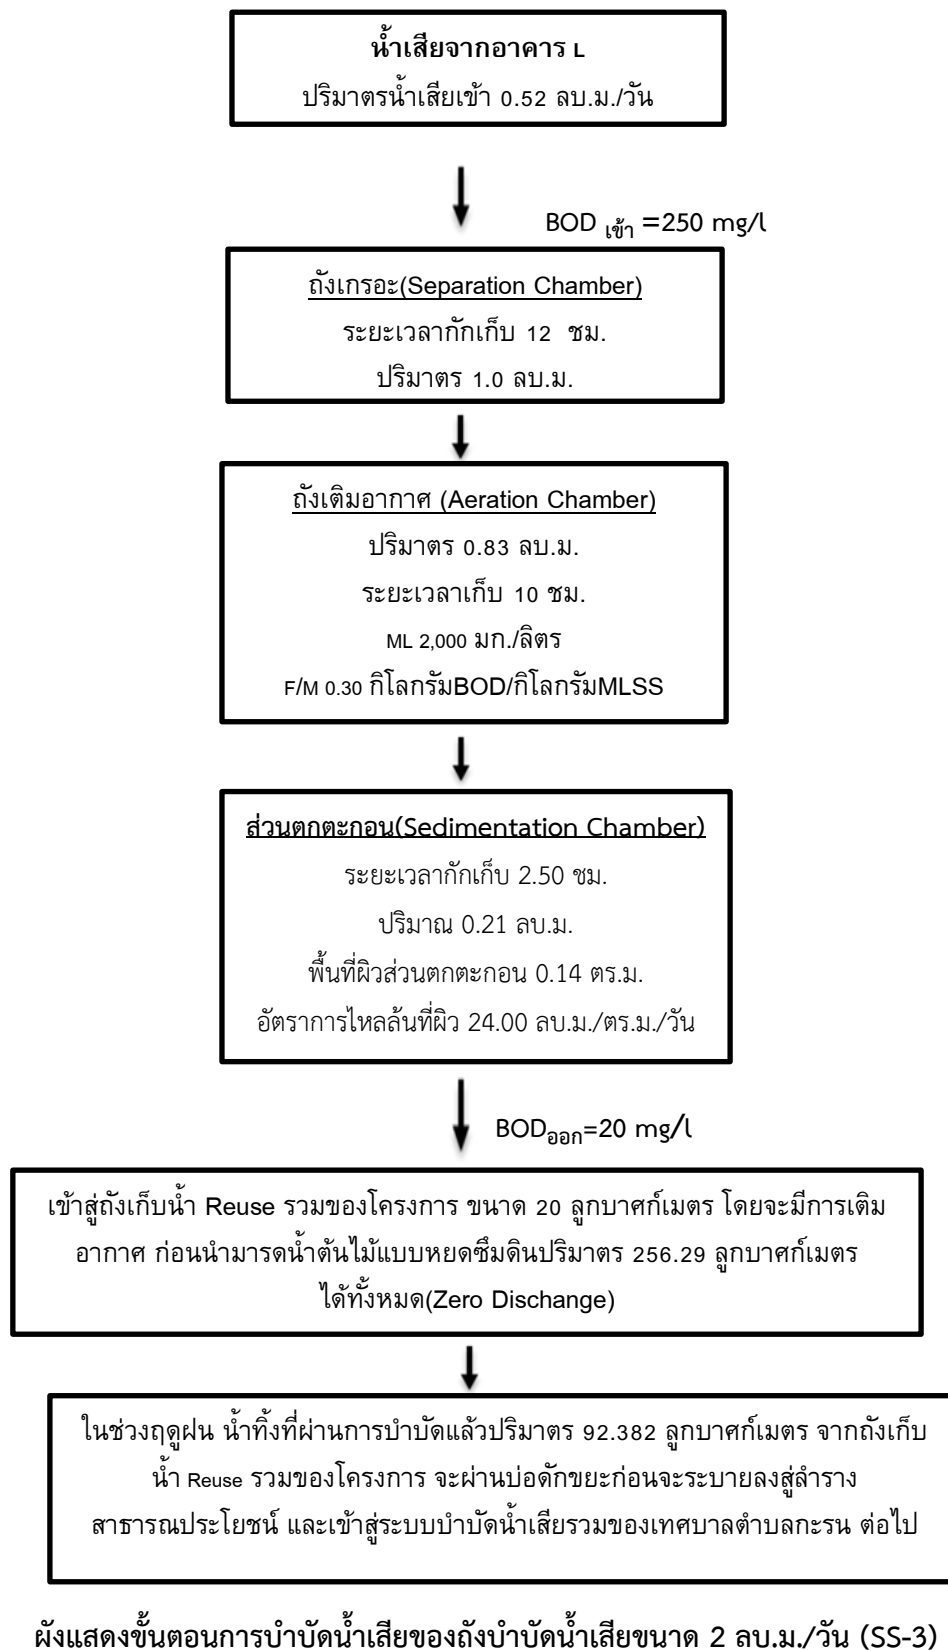 น้ำเสียจากอาคาร L
ปริมาตรน้ำเสียเข้า 0.52 ลบ.ม./วัน
BOD เข้า =250 mg/l
ถังเกรอะ(Separation Chamber)
ระยะเวลากักเก็บ 12 ชม.
ปริมาตร 1.0 ลบ.ม.
ถังเติมอากาศ (Aeration Chamber)
ปริมาตร 0.83 ลบ.ม.
ระยะเวลาเก็บ 10 ชม.
ML 2,000 มก./ลิตร
F/M 0.30 กิโลกรัมBOD/กิโลกรัมMLSS
ส่วนตกตะกอน(Sedimentation Chamber)
ระยะเวลากักเก็บ 2.50 ชม.
ปริมาณ 0.21 ลบ.ม.
พื้นที่ผิวส่วนตกตะกอน 0.14 ตร.ม.
อัตราการไหลล้นที่ผิว 24.00 ลบ.ม./ตร.ม./วัน
BODออก=20 mg/l
เข้าสู่ถังเก็บน้ำ Reuse รวมของโครงการ ขนาด 20 ลูกบาศก์เมตร โดยจะมีการเติม
อากาศ ก่อนนำมารดน้ำต้นไม้แบบหยดซึมดินปริมาตร 256.29 ลูกบาศก์เมตร
ได้ทั้งหมด(Zero Dischange)
ในช่วงฤดูฝน น้ำทิ้งที่ผ่านการบำบัดแล้วปริมาตร 92.382 ลูกบาศก์เมตร จากถังเก็บ
น้ำ Reuse รวมของโครงการ จะผ่านบ่อดักขยะก่อนจะระบายลงสู่ลำราง
สาธารณประโยชน์ และเข้าสู่ระบบบำบัดน้ำเสียรวมของเทศบาลตำบลกะรน ต่อไป
ผังแสดงขั้นตอนการบำบัดน้ำเสียของถังบำบัดน้ำเสียขนาด 2 ลบ.ม./วัน (SS-3)